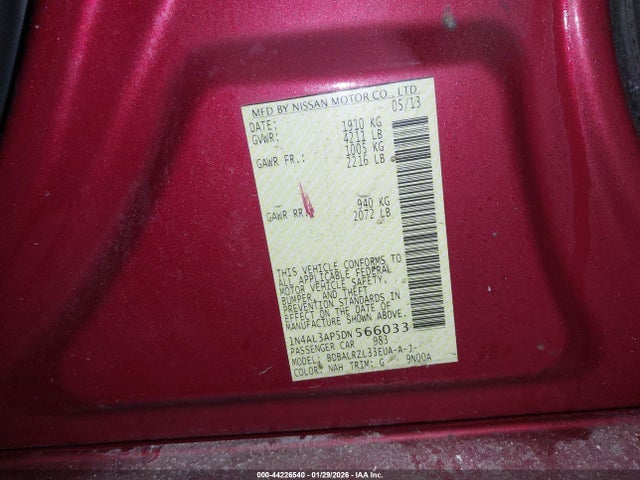 MFD BY NISSAN MOTOR CO., LTD.
DATE: 05/13
GVWR: 1910 KG
4211 LB
GAWR FR.: 1005 KG
2216 LB
GAWR RR.: 940 KG
2072 LB
THIS VEHICLE CONFORMS TO
ALL APPLICABLE FEDERAL
MOTOR VEHICLE SAFETY,
BUMPER, AND THEFT
PREVENTION STANDARDS IN
EFFECT ON THE DATE OF
MANUFACTURE SHOWN ABOVE.
1N4AL3AP5DN566033
PASSENGER CAR 983
MODEL: BDBALRZL33EUA-A-J-
COLOR: NAH TRIM: G 9N00A
000-44226540 - 01/29/2026 - IAA Inc.